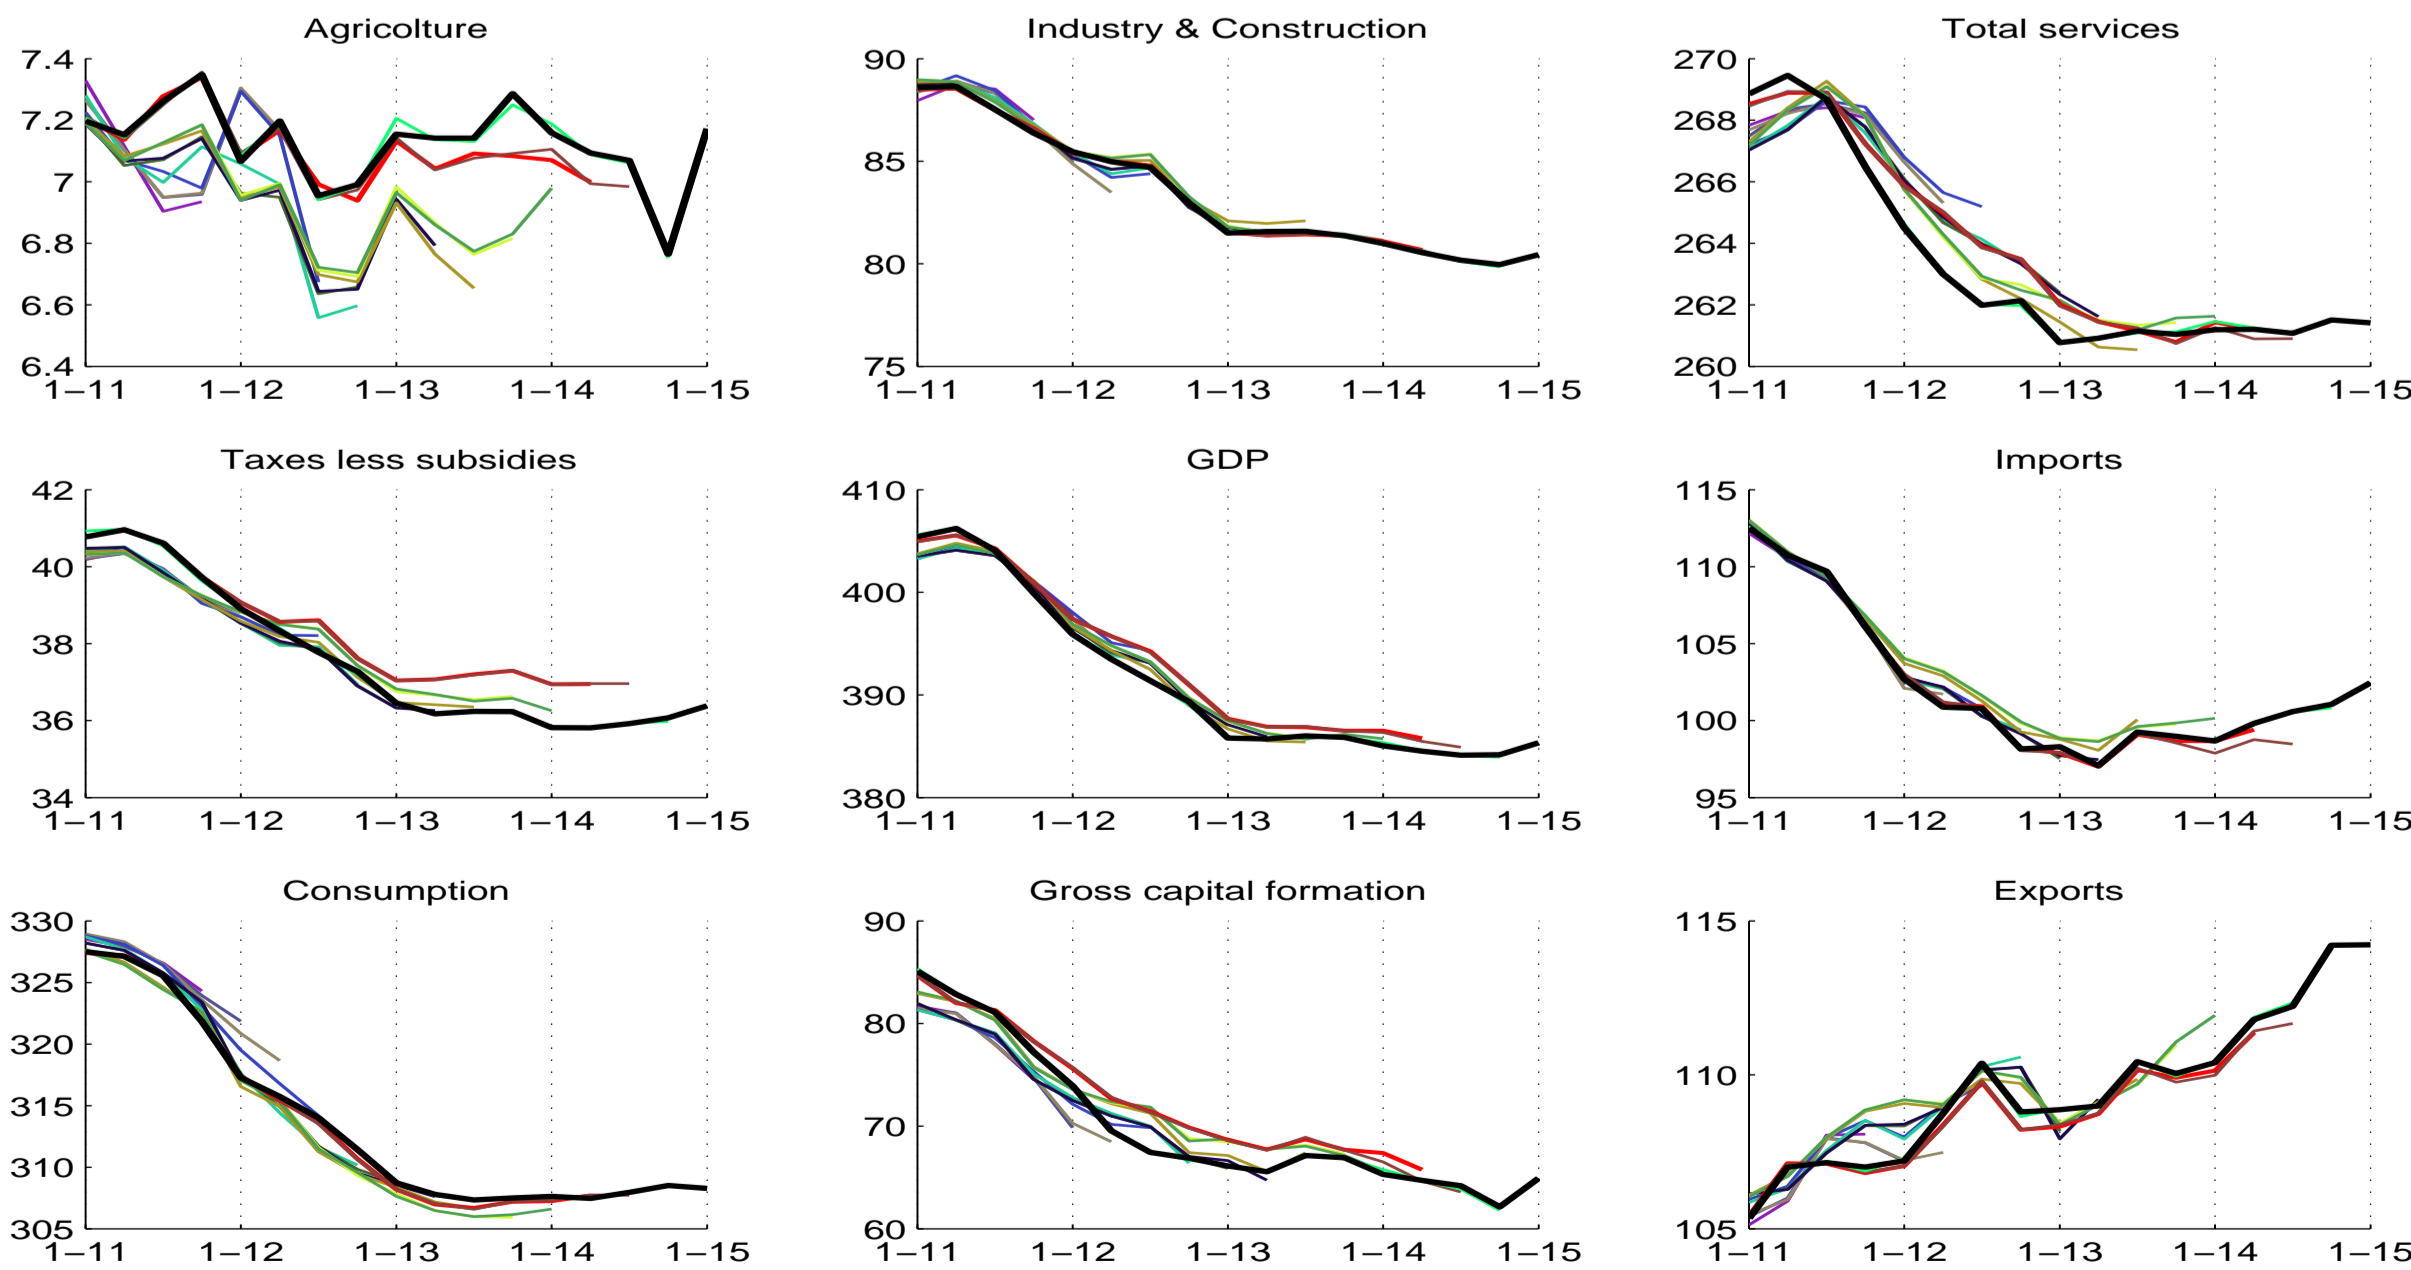 Agricolture
Industry & Construction
Total services
7.4
7.2
7
6.8
6.6
6.4
1–11 1–12 1–13 1–14 1–15
90
85
80
75
1–11 1–12 1–13 1–14 1–15
270
268
266
264
262
260
1–11 1–12 1–13 1–14 1–15
Taxes less subsidies
GDP
Imports
42
40
38
36
34
1–11 1–12 1–13 1–14 1–15
410
400
390
380
1–11 1–12 1–13 1–14 1–15
115
110
105
100
95
1–11 1–12 1–13 1–14 1–15
Consumption
Gross capital formation
Exports
330
325
320
315
310
305
1–11 1–12 1–13 1–14 1–15
90
80
70
60
1–11 1–12 1–13 1–14 1–15
115
110
105
1–11 1–12 1–13 1–14 1–15